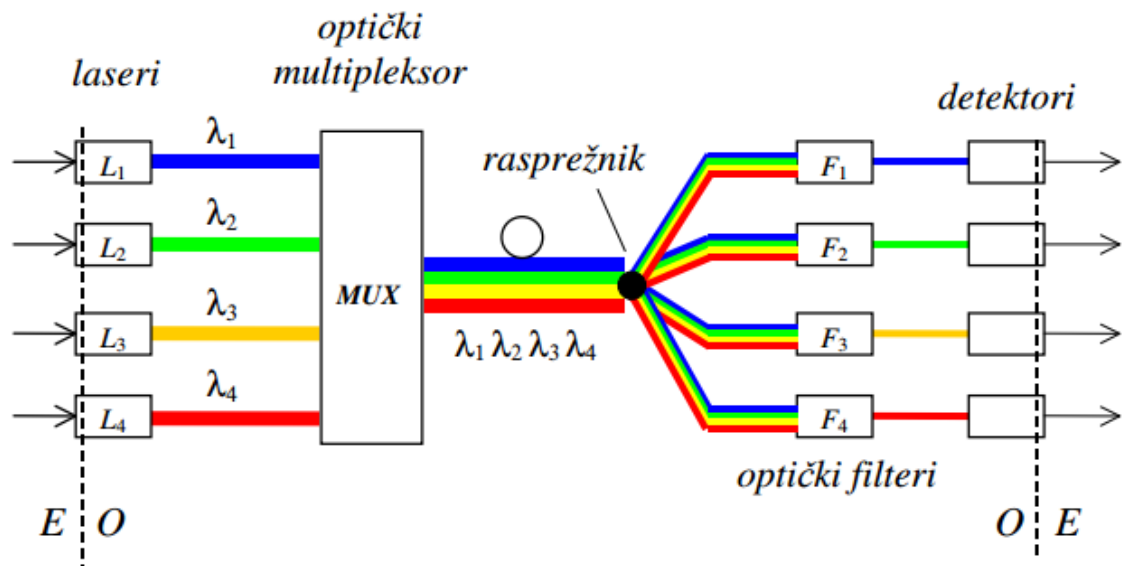 optički
multipleksor
laseri
detektori
rasprežnik
λ₁
L₁
F₁
λ₂
L₂
F₂
MUX
λ₃
L₃
F₃
λ₁ λ₂ λ₃ λ₄
λ₄
L₄
F₄
optički filteri
E O
O E